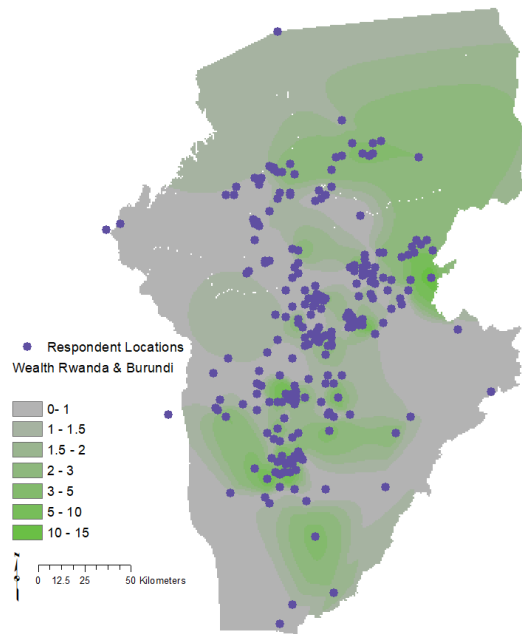 Respondent Locations
Wealth Rwanda & Burundi
0- 1
1 - 1.5
1.5 - 2
2 - 3
3 - 5
5 - 10
10 - 15
0 12.5 25 50 Kilometers